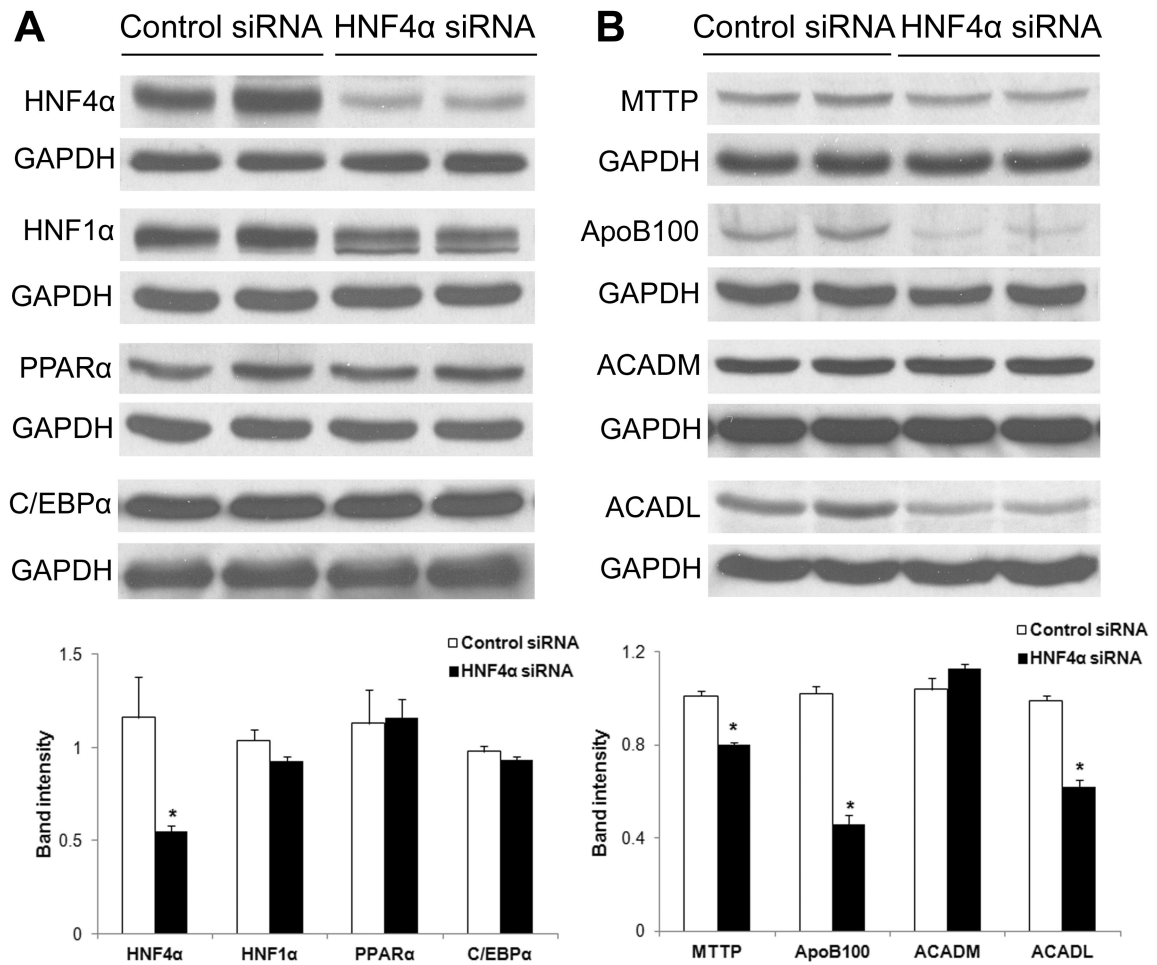 A
Control siRNA HNF4α siRNA
HNF4α
GAPDH
HNF1α
GAPDH
PPARα
GAPDH
C/EBPα
GAPDH
Control siRNA
HNF4α siRNA
Band intensity
1.5
1
0.5
0
*
HNF4α HNF1α PPARα C/EBPα
B
Control siRNA HNF4α siRNA
MTTP
GAPDH
ApoB100
GAPDH
ACADM
GAPDH
ACADL
GAPDH
Control siRNA
HNF4α siRNA
Band intensity
1.2
0.8
0.4
0
* * *
MTTP ApoB100 ACADM ACADL